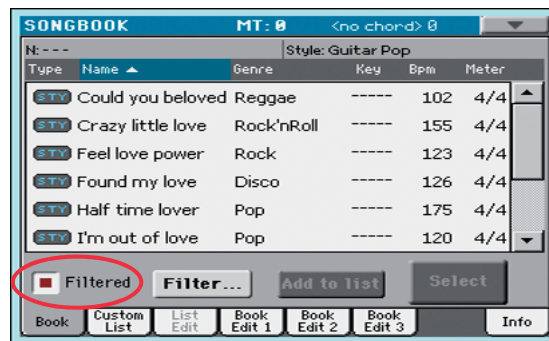 SONGBOOK MT: 0 <no chord> 0
N: --- Style: Guitar Pop
Type Name Genre Key Bpm Meter
STY Could you beloved Reggae ----- 102 4/4
STY Crazy little love Rock'nRoll ----- 155 4/4
STY Feel love power Rock ----- 123 4/4
STY Found my love Disco ----- 126 4/4
STY Half time lover Pop ----- 175 4/4
STY I'm out of love Pop ----- 120 4/4
Filtered Filter... Add to list Select
Book Custom List List Edit Book Edit 1 Book Edit 2 Book Edit 3 Info